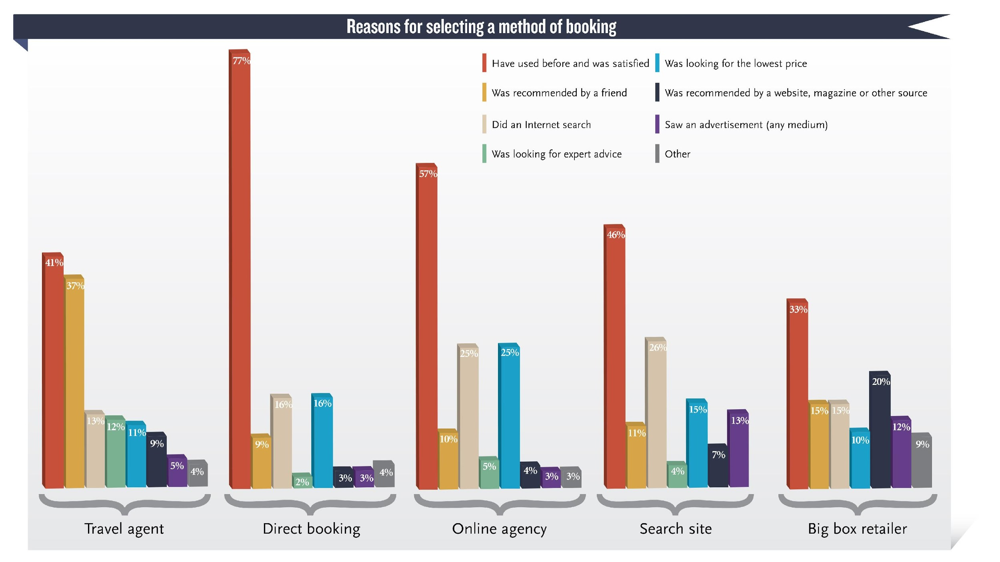 Reasons for selecting a method of booking
Have used before and was satisfied
Was looking for the lowest price
Was recommended by a friend
Was recommended by a website, magazine or other source
Did an Internet search
Saw an advertisement (any medium)
Was looking for expert advice
Other
41%
37%
13%
12%
11%
9%
5%
4%
Travel agent
77%
9%
16%
2%
16%
3%
3%
4%
Direct booking
57%
10%
25%
5%
25%
4%
3%
3%
Online agency
46%
11%
26%
4%
15%
7%
13%
Search site
33%
15%
15%
10%
20%
12%
9%
Big box retailer